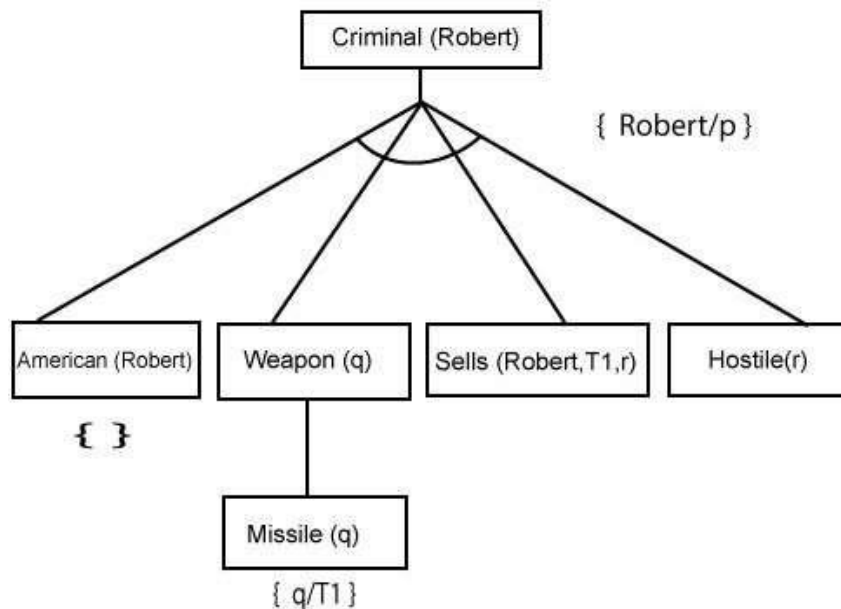 Criminal (Robert)
{ Robert/p }
American (Robert)
Weapon (q)
Sells (Robert,T1,r)
Hostile(r)
{ }
Missile (q)
{ q/T1 }